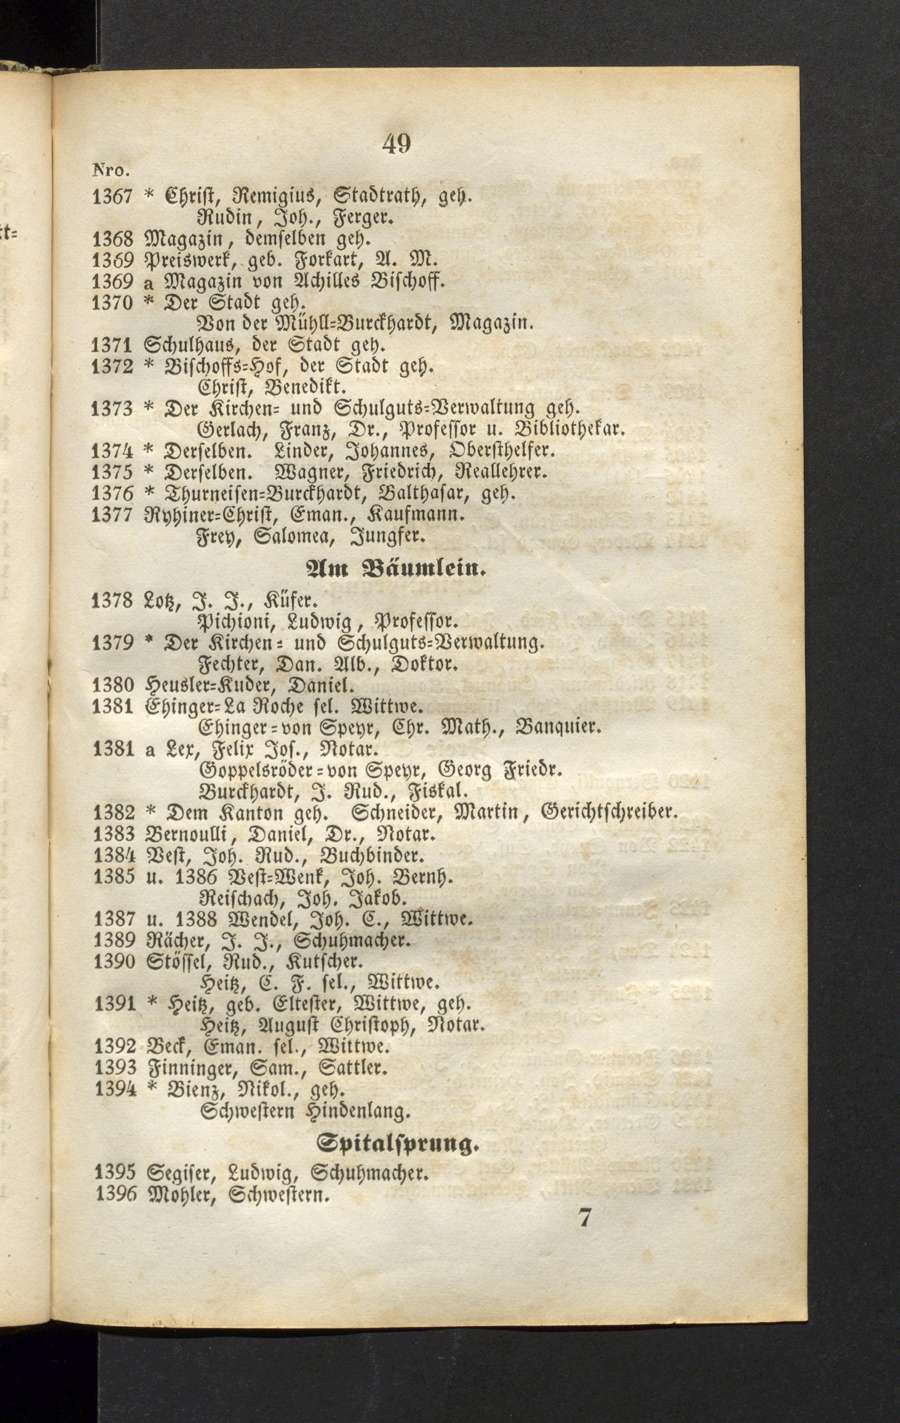 49
Nro.
1367 * Christ, Remigius, Stadtrath, geh.
Rudin, Joh., Ferger.
1368 Magazin, demselben geh.
1369 Preiswerk, geb. Forkart, A. M.
1369 a Magazin von Achilles Bischoff.
1370 * Der Stadt geh.
Von der Mühll-Burckhardt, Magazin.
1371 Schulhaus, der Stadt geh.
1372 * Bischoffs-Hof, der Stadt geh.
Christ, Benedikt.
1373 * Der Kirchen- und Schulguts-Verwaltung geh.
Gerlach, Franz, Dr., Professor u. Bibliothekar.
1374 * Derselben. Linder, Johannes, Obersthelfer.
1375 * Derselben. Wagner, Friedrich, Reallehrer.
1376 * Thurneisen-Burckhardt, Balthasar, geh.
1377 Ryhiner-Christ, Eman., Kaufmann.
Frey, Salomea, Jungfer.
Am Bäumlein.
1378 Lotz, J. J., Küfer.
Pichioni, Ludwig, Professor.
1379 * Der Kirchen- und Schulguts-Verwaltung.
Fechter, Dan. Alb., Doktor.
1380 Heusler-Kuder, Daniel.
1381 Ehinger-La Roche sel. Wittwe.
Ehinger-von Speyr, Chr. Math., Banquier.
1381 a Lex, Felix Jos., Notar.
Goppelsröder-von Speyr, Georg Friedr.
Burckhardt, J. Rud., Fiskal.
1382 * Dem Kanton geh. Schneider, Martin, Gerichtschreiber.
1383 Bernoulli, Daniel, Dr., Notar.
1384 Vest, Joh. Rud., Buchbinder.
1385 u. 1386 Vest-Wenk, Joh. Bernh.
Reischach, Joh. Jakob.
1387 u. 1388 Wendel, Joh. C., Wittwe.
1389 Rächer, J. J., Schuhmacher.
1390 Stössel, Rud., Kutscher.
Heitz, C. F. sel., Wittwe.
1391 * Heitz, geb. Eltester, Wittwe, geh.
Heitz, August Christoph, Notar.
1392 Beck, Eman. sel., Wittwe.
1393 Finninger, Sam., Sattler.
1394 * Bienz, Nikol., geh.
Schwestern Hindenlang.
Spitalsprung.
1395 Segiser, Ludwig, Schuhmacher.
1396 Mohler, Schwestern.
7